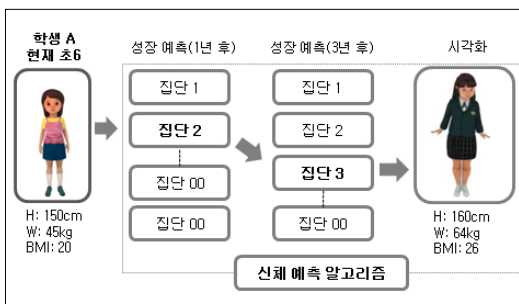 학생 A
현재 초6
성장 예측(1년 후)
성장 예측(3년 후)
시각화
집단 1
집단 2
집단 00
집단 00
집단 1
집단 2
집단 3
집단 00
H: 150cm
W: 45kg
BMI: 20
H: 160cm
W: 64kg
BMI: 26
신체 예측 알고리즘